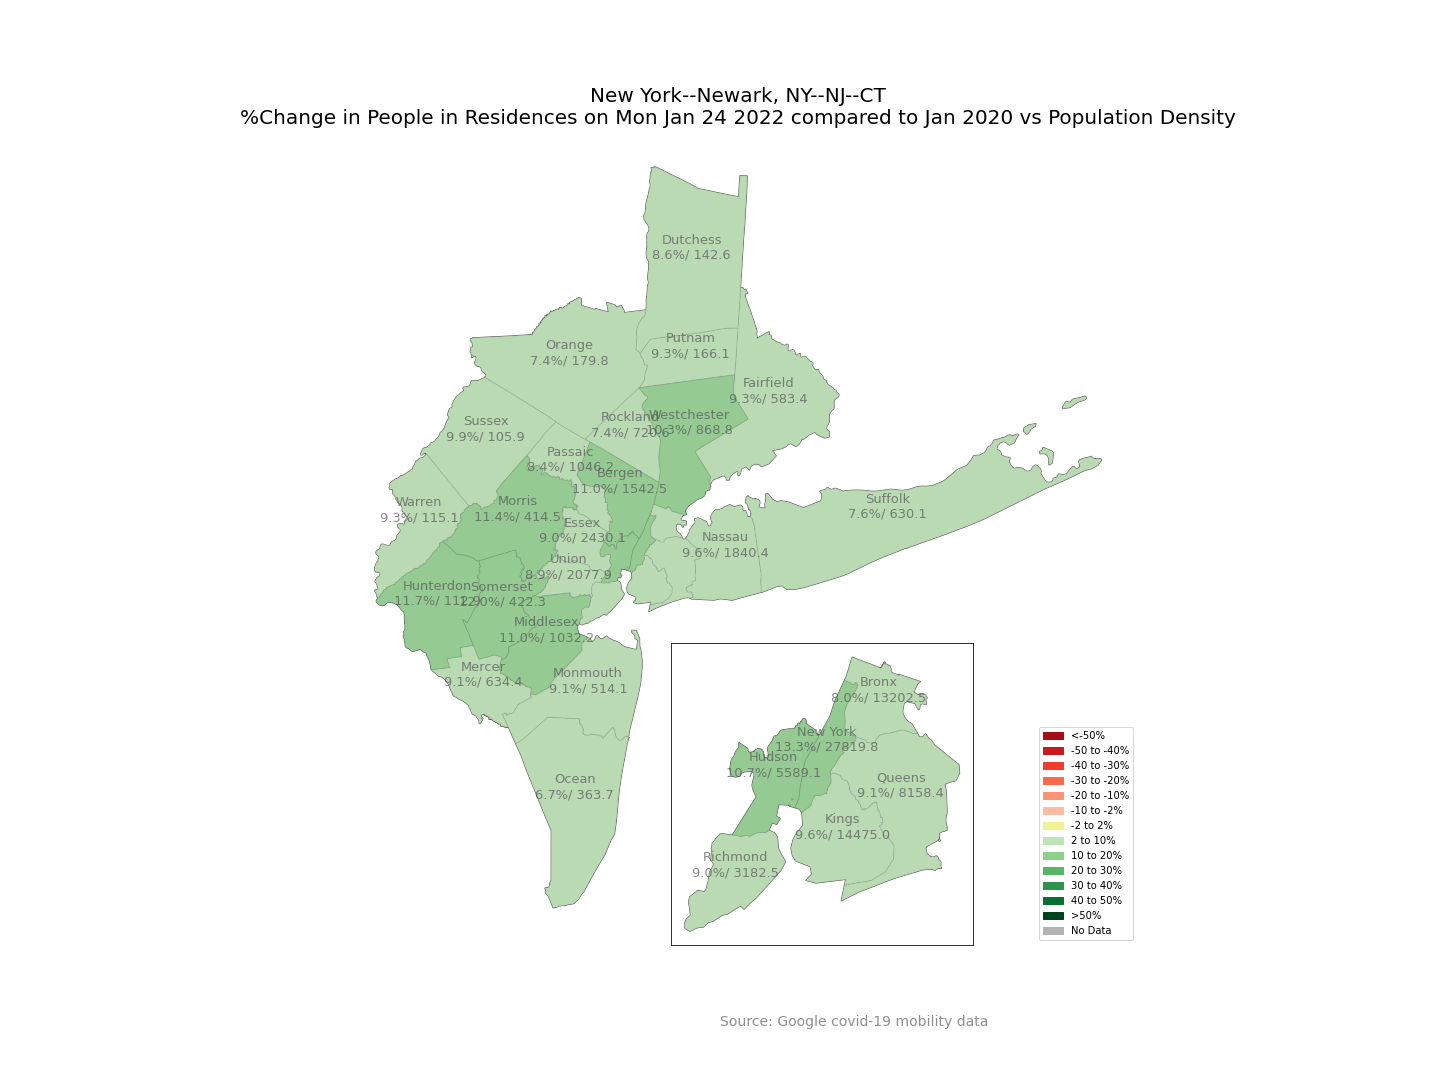 New York--Newark, NY--NJ--CT
%Change in People in Residences on Mon Jan 24 2022 compared to Jan 2020 vs Population Density
Dutchess
8.6%/ 142.6
Putnam
9.3%/ 166.1
Orange
7.4%/ 179.8
Fairfield
9.3%/ 583.4
Rockland
7.4%/ 720.6
Westchester
10.3%/ 868.8
Sussex
9.9%/ 105.9
Passaic
8.4%/ 1046.2
Bergen
11.0%/ 1542.5
Warren
9.3%/ 115.1
Morris
11.4%/ 414.5
Suffolk
7.6%/ 630.1
Essex
9.0%/ 2430.1
Nassau
9.6%/ 1840.4
Union
8.9%/ 2077.9
Hunterdon
11.7%/ 112.9
Somerset
12.0%/ 422.3
Middlesex
11.0%/ 1032.2
Mercer
9.1%/ 634.4
Monmouth
9.1%/ 514.1
Ocean
6.7%/ 363.7
Bronx
8.0%/ 13202.5
New York
13.3%/ 27819.8
Hudson
10.7%/ 5589.1
Queens
9.1%/ 8158.4
Kings
9.6%/ 14475.0
Richmond
9.0%/ 3182.5
<-50%
-50 to -40%
-40 to -30%
-30 to -20%
-20 to -10%
-10 to -2%
-2 to 2%
2 to 10%
10 to 20%
20 to 30%
30 to 40%
40 to 50%
>50%
No Data
Source: Google covid-19 mobility data